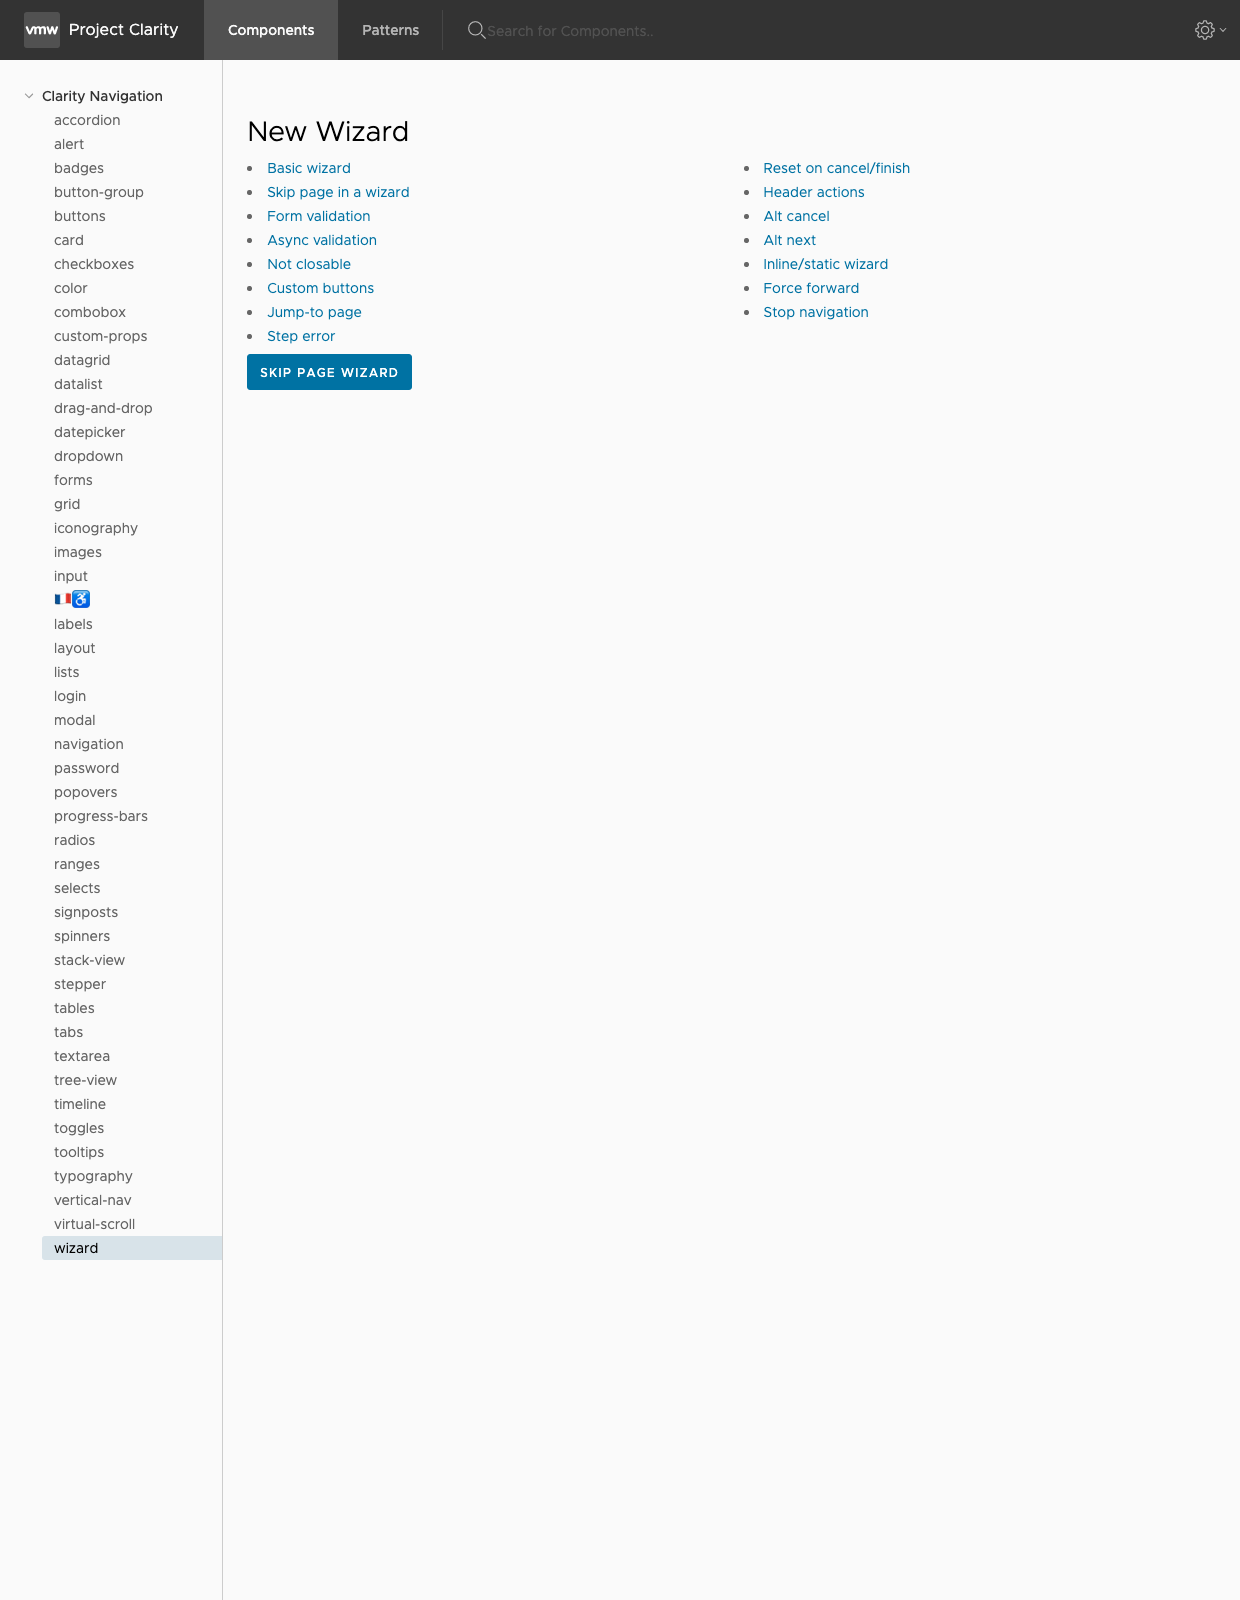 vmw Project Clarity Components Patterns Search for Components..
Clarity Navigation
accordion
alert
badges
button-group
buttons
card
checkboxes
color
combobox
custom-props
datagrid
datalist
drag-and-drop
datepicker
dropdown
forms
grid
iconography
images
input
🇫🇷♿
labels
layout
lists
login
modal
navigation
password
popovers
progress-bars
radios
ranges
selects
signposts
spinners
stack-view
stepper
tables
tabs
textarea
tree-view
timeline
toggles
tooltips
typography
vertical-nav
virtual-scroll
wizard
New Wizard
Basic wizard
Skip page in a wizard
Form validation
Async validation
Not closable
Custom buttons
Jump-to page
Step error
Reset on cancel/finish
Header actions
Alt cancel
Alt next
Inline/static wizard
Force forward
Stop navigation
SKIP PAGE WIZARD